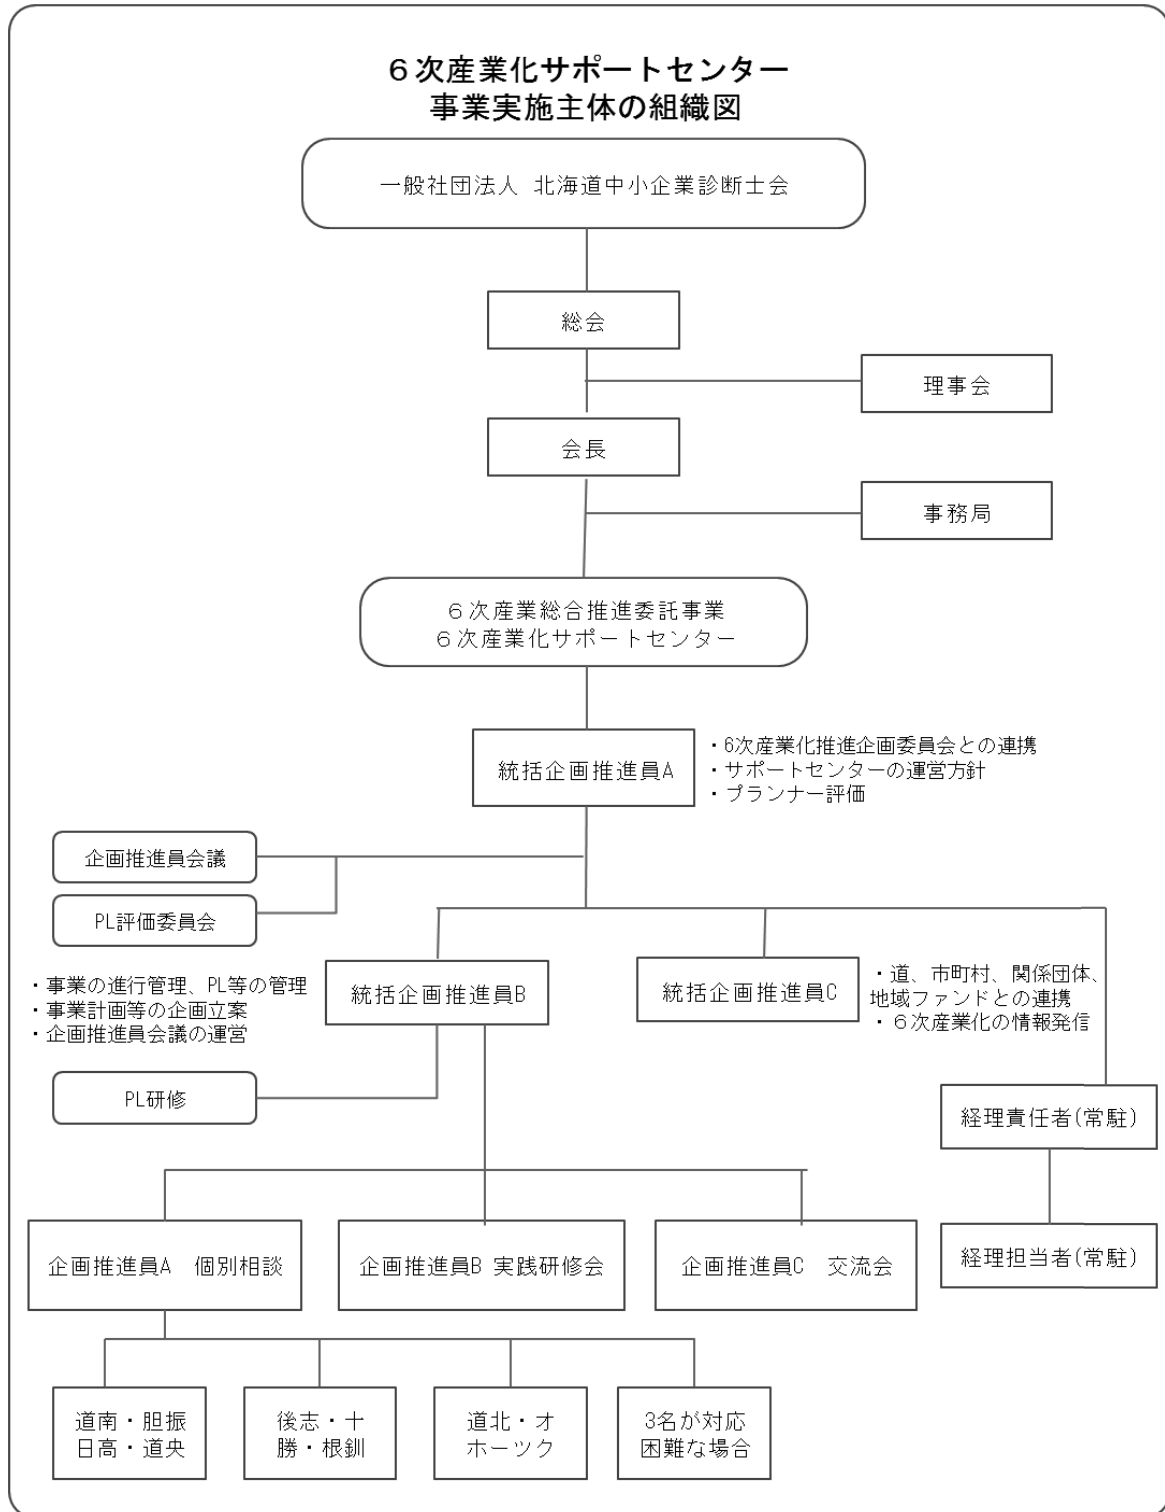 ６次産業化サポートセンター
事業実施主体の組織図
一般社団法人 北海道中小企業診断士会
総会
理事会
会長
事務局
６次産業総合推進委託事業
６次産業化サポートセンター
統括企画推進員A
・6次産業化推進企画委員会との連携
・サポートセンターの運営方針
・プランナー評価
企画推進員会議
PL評価委員会
・事業の進行管理、PL等の管理
・事業計画等の企画立案
・企画推進員会議の運営
統括企画推進員B
統括企画推進員C
・道、市町村、関係団体、
地域ファンドとの連携
・６次産業化の情報発信
PL研修
経理責任者(常駐)
企画推進員A　個別相談
企画推進員B 実践研修会
企画推進員C　交流会
経理担当者(常駐)
道南・胆振
日高・道央
後志・十
勝・根釧
道北・オ
ホーツク
3名が対応
困難な場合